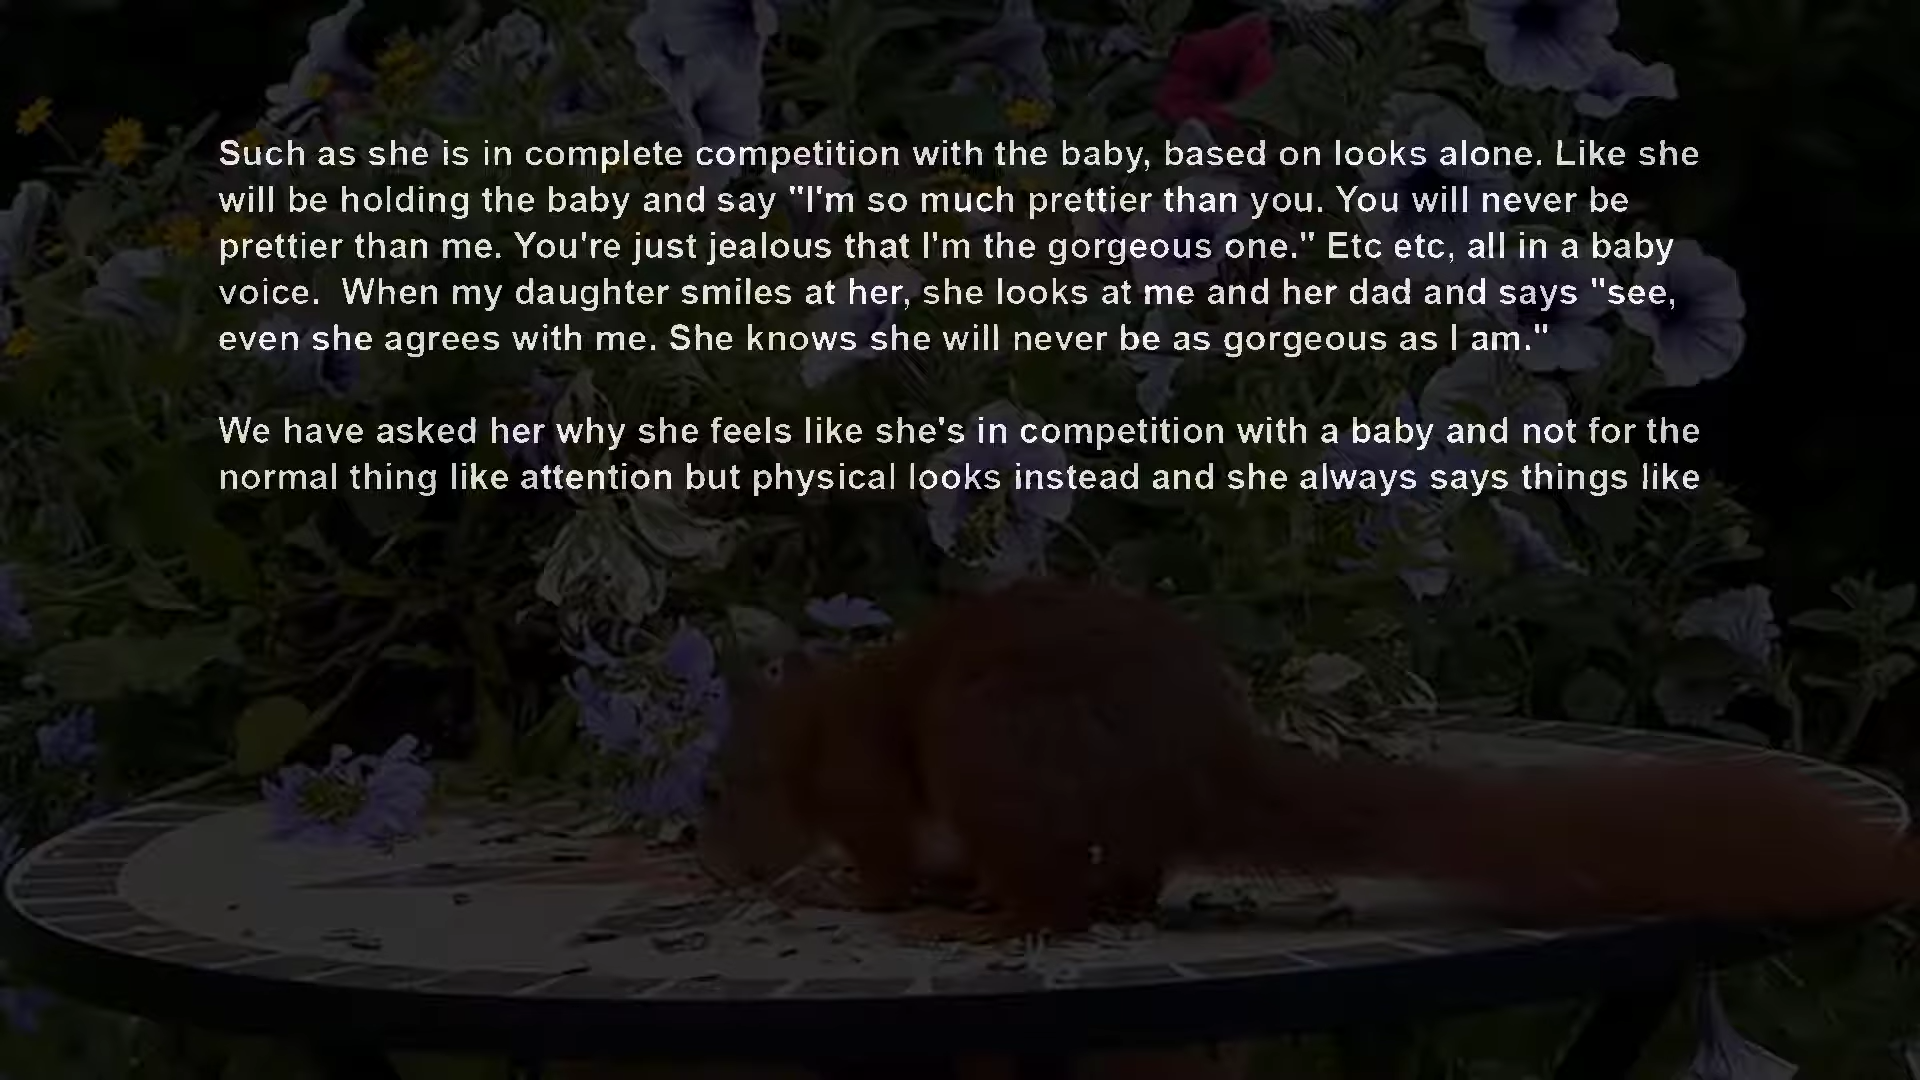 Such as she is in complete competition with the baby, based on looks alone. Like she
will be holding the baby and say "I'm so much prettier than you. You will never be
prettier than me. You're just jealous that I'm the gorgeous one." Etc etc, all in a baby
voice.  When my daughter smiles at her, she looks at me and her dad and says "see,
even she agrees with me. She knows she will never be as gorgeous as I am."
We have asked her why she feels like she's in competition with a baby and not for the
normal thing like attention but physical looks instead and she always says things like